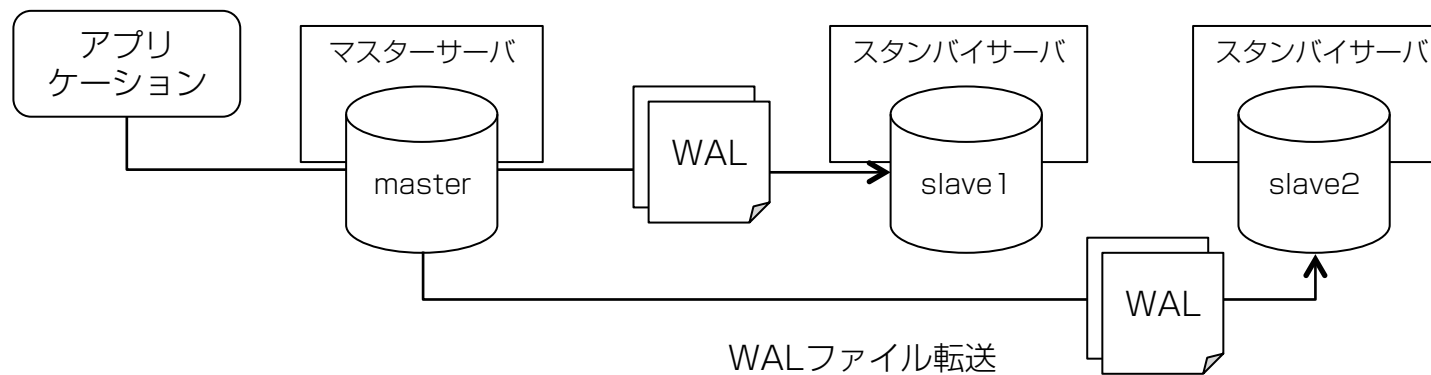 アプリ
ケーション
マスターサーバ
スタンバイサーバ
スタンバイサーバ
master
WAL
slave1
slave2
WAL
WALファイル転送